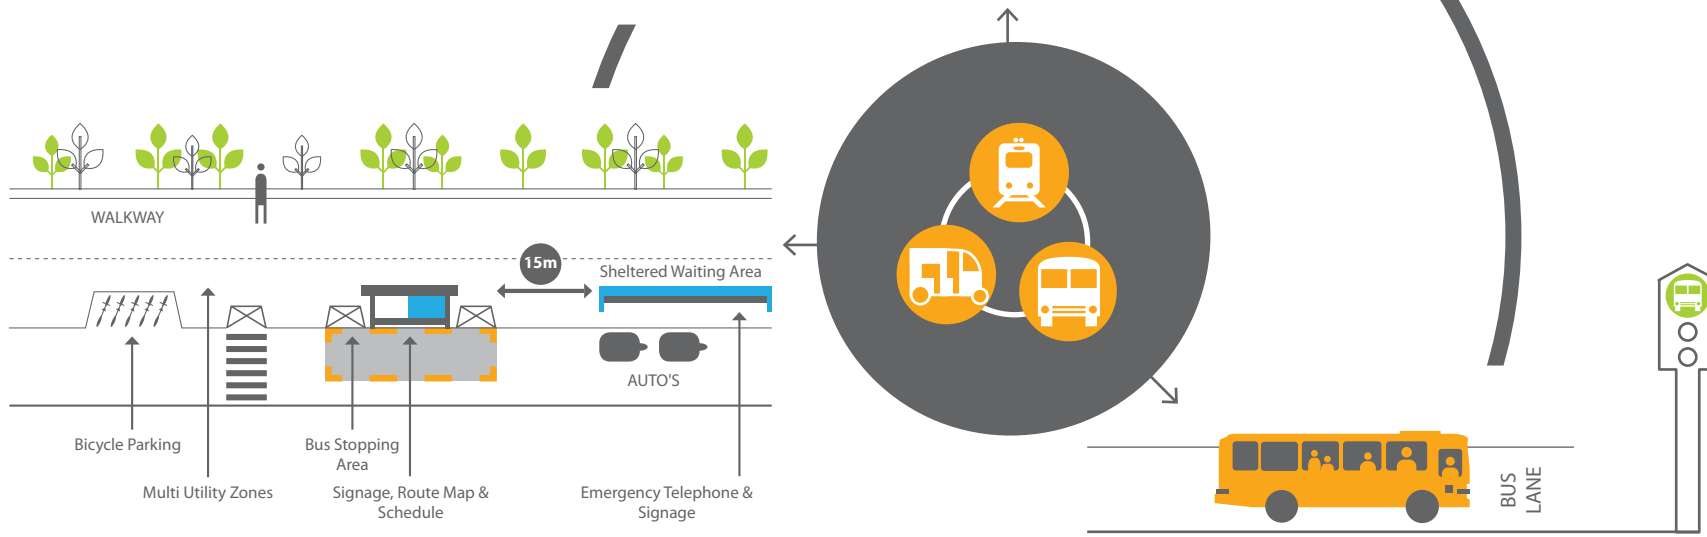 WALKWAY
15m
Sheltered Waiting Area
AUTO'S
Bicycle Parking
Bus Stopping
Area
Multi Utility Zones
Signage, Route Map &
Schedule
Emergency Telephone &
Signage
BUS
LANE